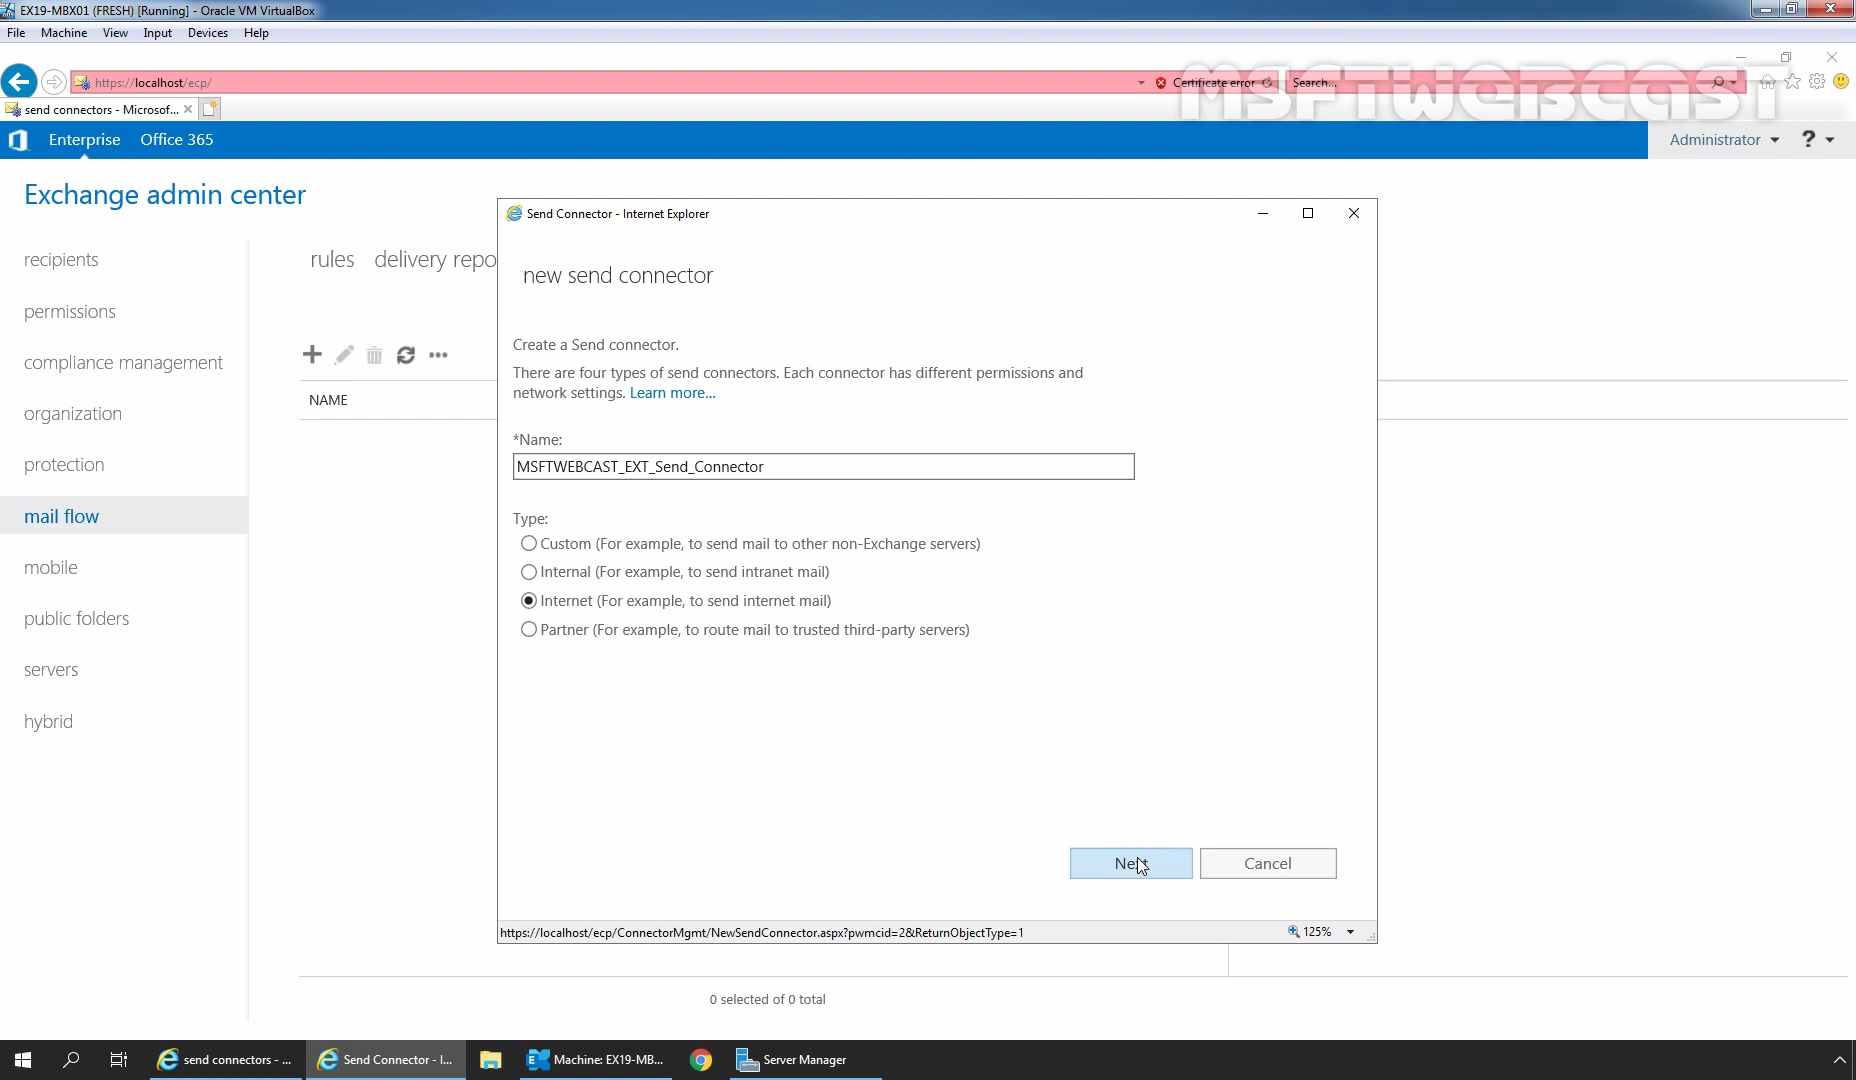 EX19-MBX01 (FRESH) [Running] - Oracle VM VirtualBox
File Machine View Input Devices Help
https://localhost/ecp/
Certificate error
Search...
MSFTWEBCAST
send connectors - Microsof...
Enterprise Office 365
Administrator ?
Exchange admin center
recipients
permissions
compliance management
organization
protection
mail flow
mobile
public folders
servers
hybrid
rules delivery repo
NAME
Send Connector - Internet Explorer
new send connector
Create a Send connector.
There are four types of send connectors. Each connector has different permissions and
network settings. Learn more...
*Name:
MSFTWEBCAST_EXT_Send_Connector
Type:
Custom (For example, to send mail to other non-Exchange servers)
Internal (For example, to send intranet mail)
Internet (For example, to send internet mail)
Partner (For example, to route mail to trusted third-party servers)
Next Cancel
https://localhost/ecp/ConnectorMgmt/NewSendConnector.aspx?pwmcid=2&ReturnObjectType=1
125%
0 selected of 0 total
send connectors - ...
Send Connector - I...
Machine: EX19-MB...
Server Manager